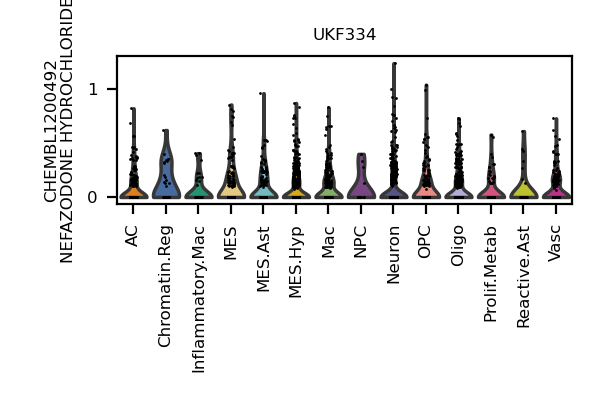 UKF334
CHEMBL1200492
NEFAZODONE HYDROCHLORIDE
1
0
AC
Chromatin.Reg
Inflammatory.Mac
MES
MES.Ast
MES.Hyp
Mac
NPC
Neuron
OPC
Oligo
Prolif.Metab
Reactive.Ast
Vasc